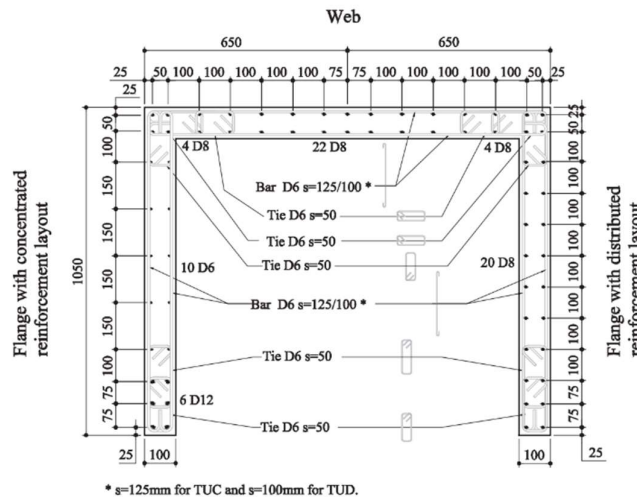 Web
650 650
25 50 100 100 100 100 100 75 75 100 100 100 100 100 50 25
25
50
100
150
150
150
150
100
75
75
25
1050
Flange with concentrated
reinforcement layout
4 D8 22 D8 4 D8
Bar D6 s=125/100 *
Tie D6 s=50
Tie D6 s=50
Tie D6 s=50
10 D6 20 D8
Bar D6 s=125/100 *
Tie D6 s=50
6 D12
Tie D6 s=50
100 100
25
50
100
100
100
100
100
100
100
100
75
75
25
Flange with distributed
reinforcement layout
* s=125mm for TUC and s=100mm for TUD.